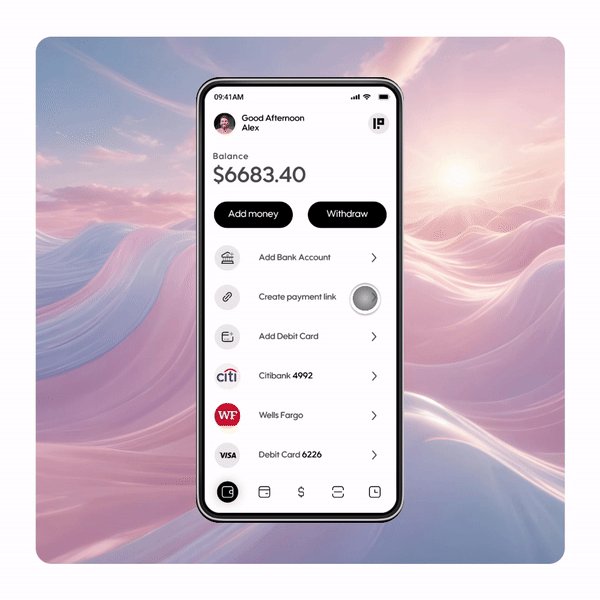 09:41AM
Good Afternoon
Alex
Balance
$6683.40
Add money
Withdraw
Add Bank Account
Create payment link
Add Debit Card
citi
Citibank 4992
WF
Wells Fargo
VISA
Debit Card 6226
$